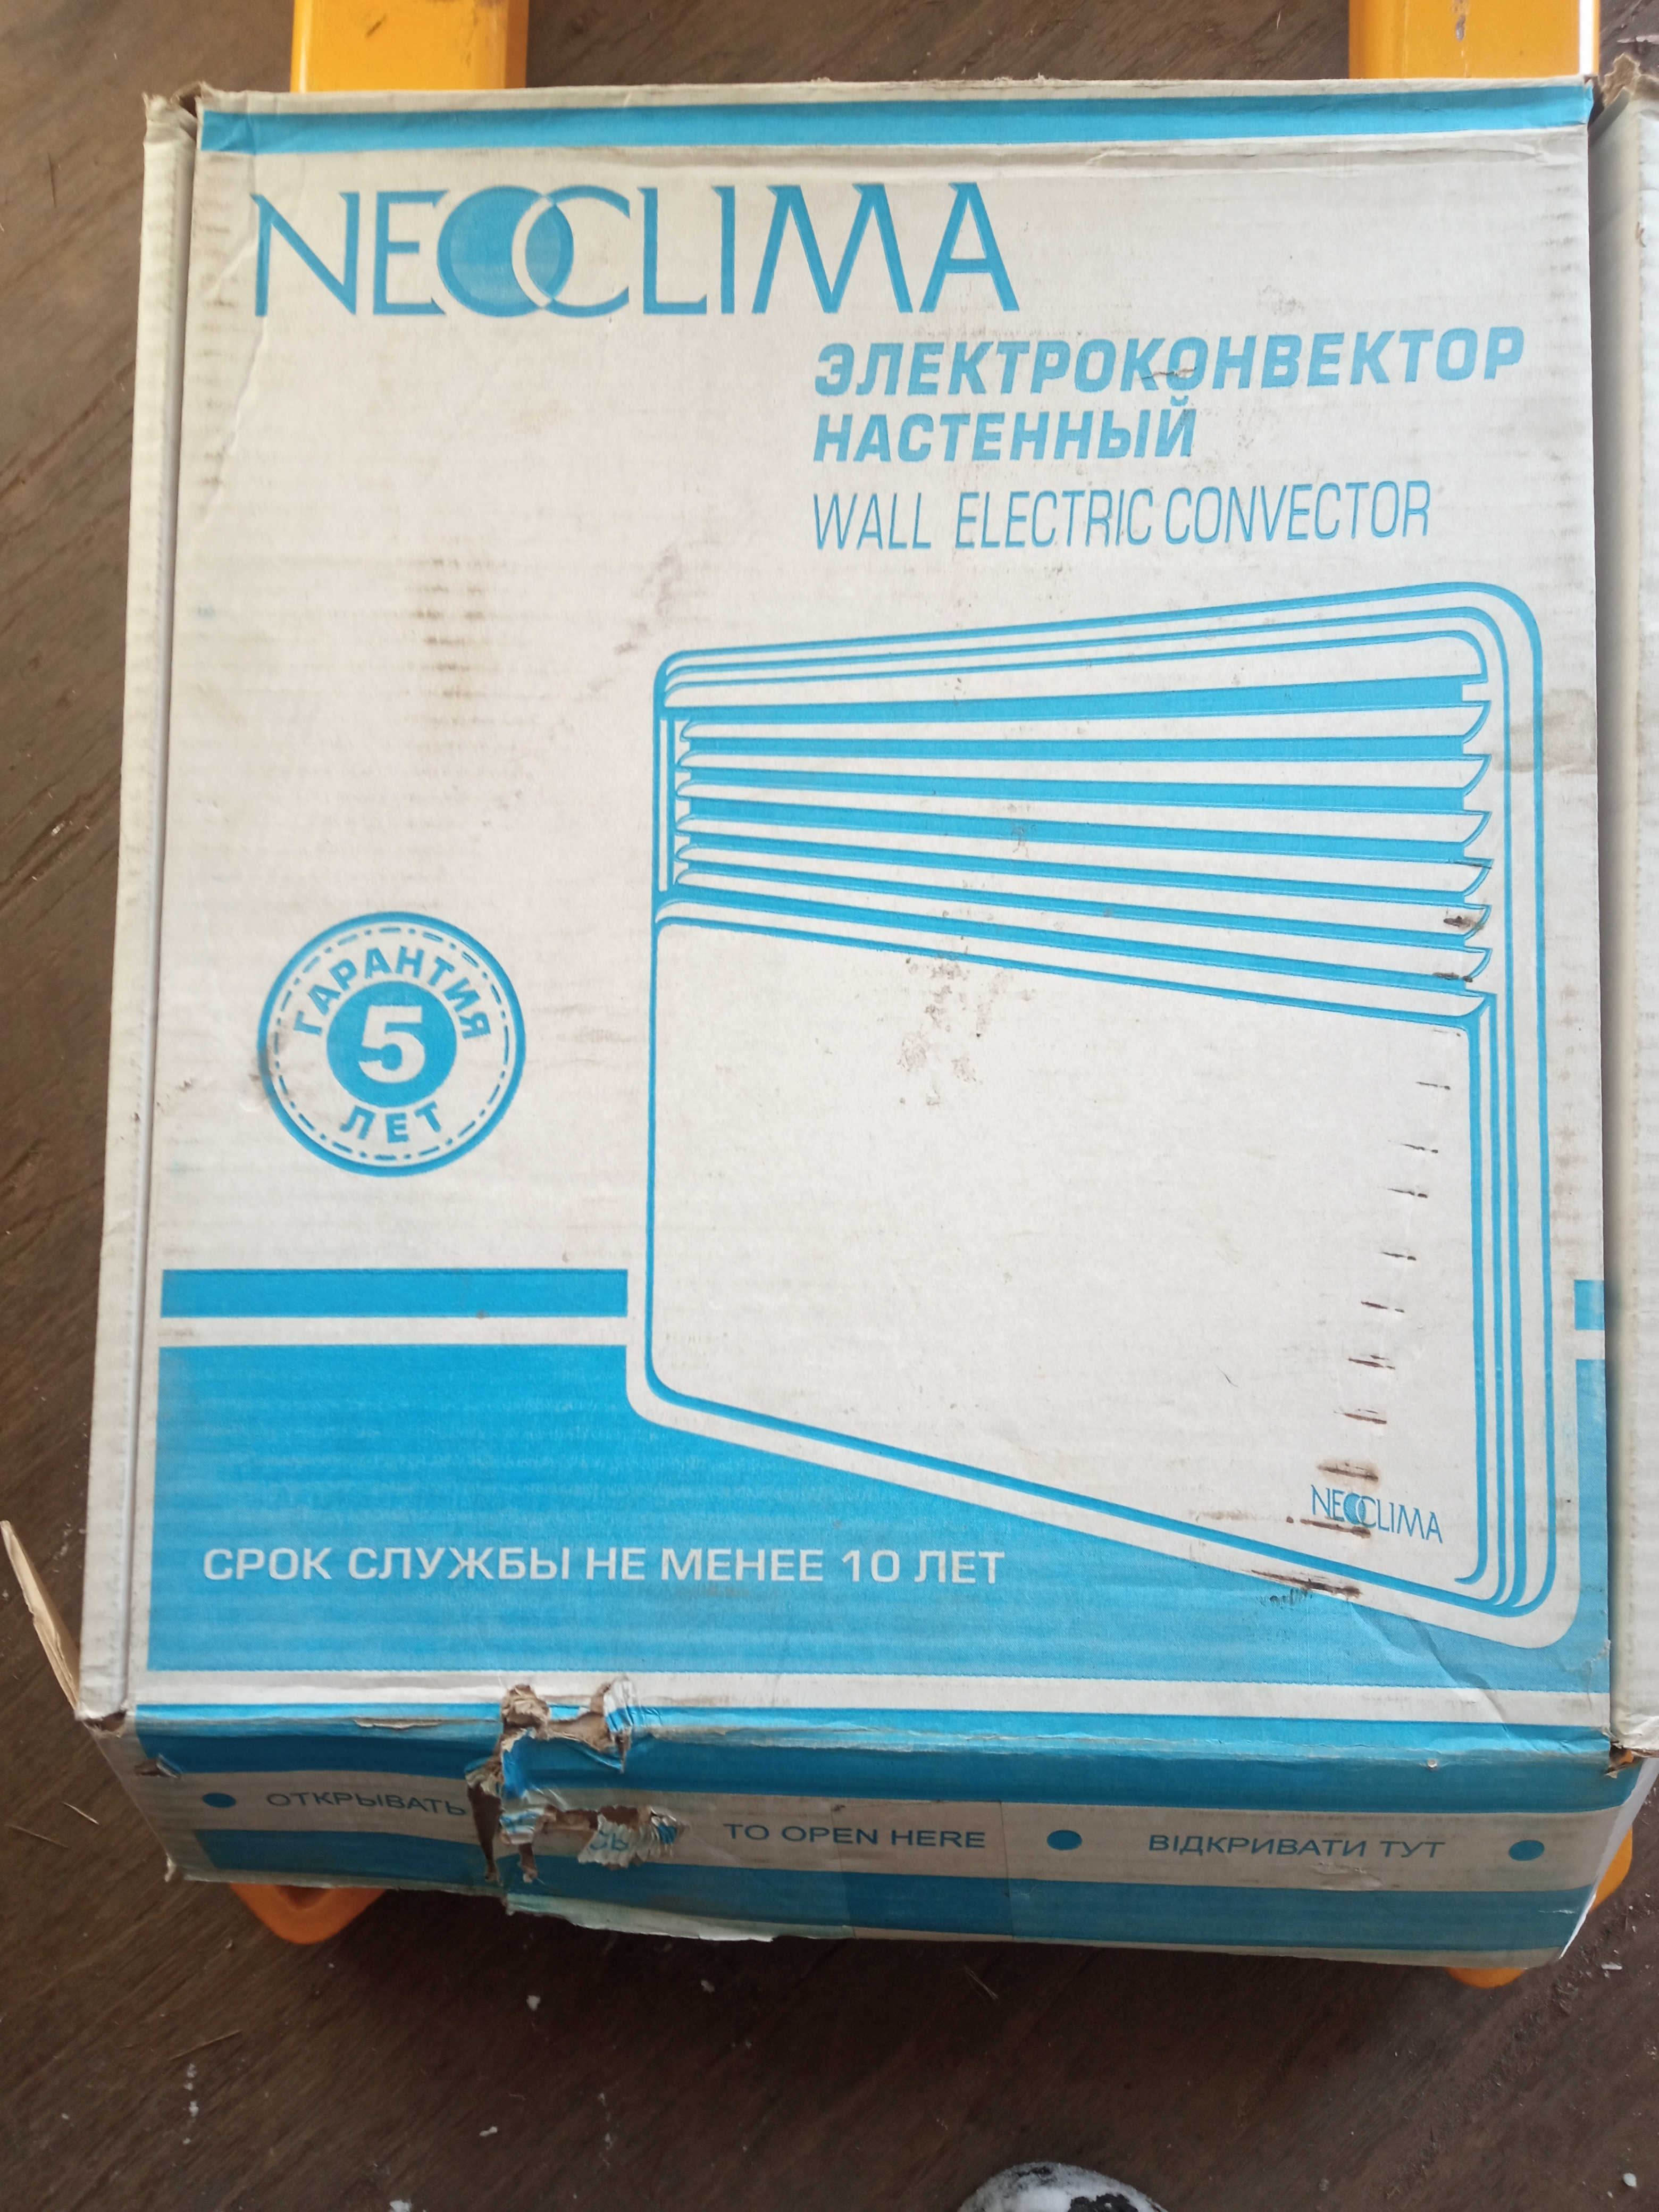 NEOCLIMA
ЭЛЕКТРОКОНВЕКТОР
НАСТЕННЫЙ
WALL ELECTRIC CONVECTOR
ГАРАНТИЯ
5
ЛЕТ
NEOCLIMA
СРОК СЛУЖБЫ НЕ МЕНЕЕ 10 ЛЕТ
ОТКРЫВАТЬ TO OPEN HERE ВІДКРИВАТИ ТУТ